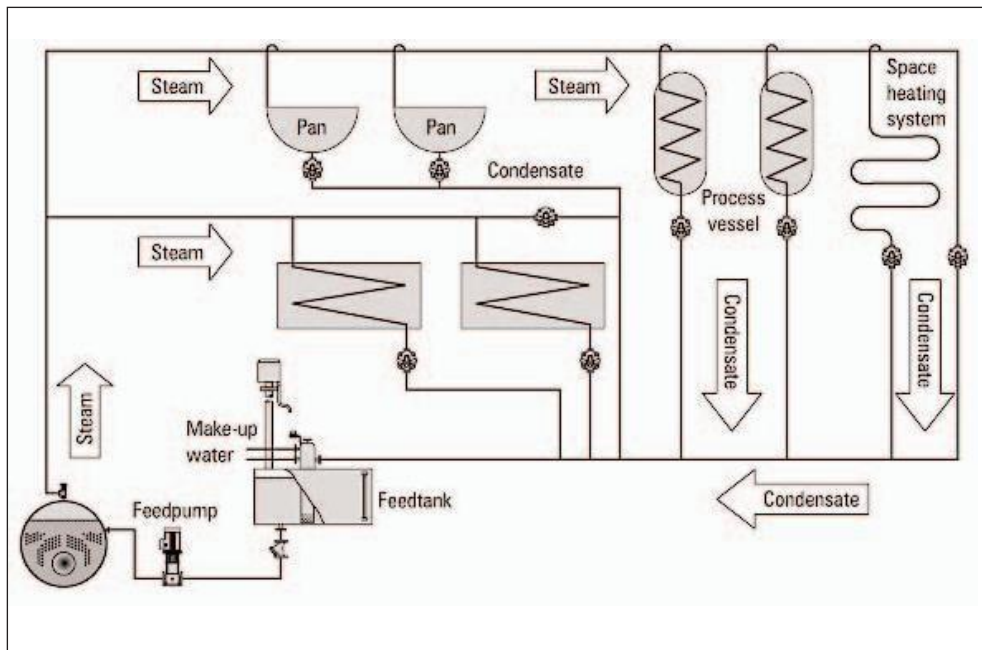 Steam
Steam
Space
heating
system
Pan
Pan
Condensate
Process
vessel
Steam
Condensate
Condensate
Steam
Make-up
water
Feedtank
Condensate
Feedpump